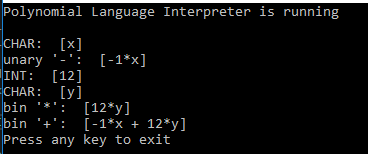 Polynomial Language Interpreter is running
CHAR:  [x]
unary '-':  [-1*x]
INT:  [12]
CHAR:  [y]
bin '*':  [12*y]
bin '+':  [-1*x + 12*y]
Press any key to exit